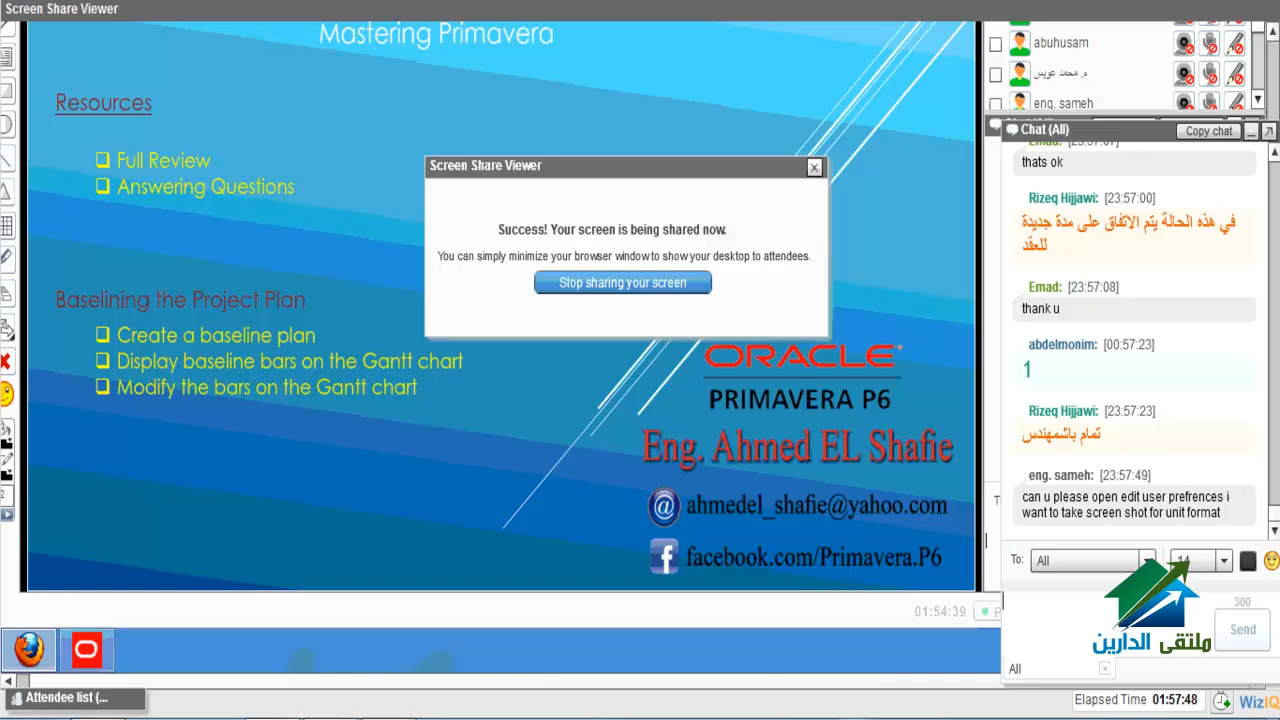 Screen Share Viewer
Mastering Primavera
Resources
Full Review
Answering Questions
Baselining the Project Plan
Create a baseline plan
Display baseline bars on the Gantt chart
Modify the bars on the Gantt chart
Screen Share Viewer
Success! Your screen is being shared now.
You can simply minimize your browser window to show your desktop to attendees.
Stop sharing your screen
ORACLE
PRIMAVERA P6
Eng. Ahmed EL Shafie
@ ahmedel_shafie@yahoo.com
f facebook.com/Primavera.P6
01:54:39
abuhusam
م. محمد عويس
eng. sameh
Chat (All)
Copy chat
Emad: [23:57:07]
thats ok
Rizeq Hijjawi: [23:57:00]
في هذه الحالة يتم الاتفاق على مدة جديدة
للعقد
Emad: [23:57:08]
thank u
abdelmonim: [00:57:23]
1
Rizeq Hijjawi: [23:57:23]
تمام باشمهندس
eng. sameh: [23:57:49]
can u please open edit user prefrences i
want to take screen shot for unit format
To: All 14
300
Send
ملتقى الدارين
All
Attendee list (...
Elapsed Time 01:57:48
WizIQ